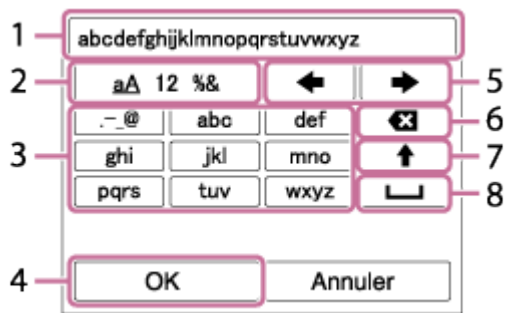 1 abcdefghijklmnopqrstuvwxyz
2 aA 12 %& 5
.-_@ abc def 6
3 ghi jkl mno 7
pqrs tuv wxyz 8
4 OK Annuler